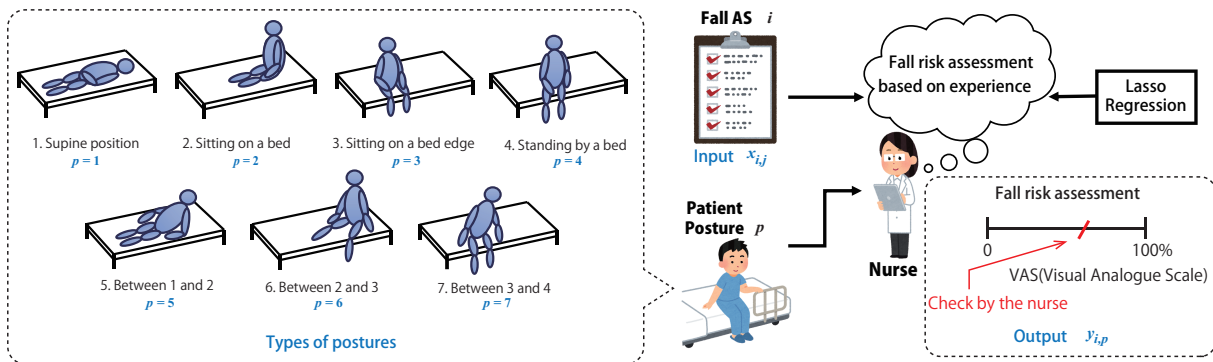 1. Supine position
p = 1
2. Sitting on a bed
p = 2
3. Sitting on a bed edge
p = 3
4. Standing by a bed
p = 4
5. Between 1 and 2
p = 5
6. Between 2 and 3
p = 6
7. Between 3 and 4
p = 7
Types of postures
Fall AS i
Input x_{i,j}
Patient
Posture p
Fall risk assessment
based on experience
Lasso
Regression
Nurse
Fall risk assessment
0 100%
VAS(Visual Analogue Scale)
Check by the nurse
Output y_{i,p}